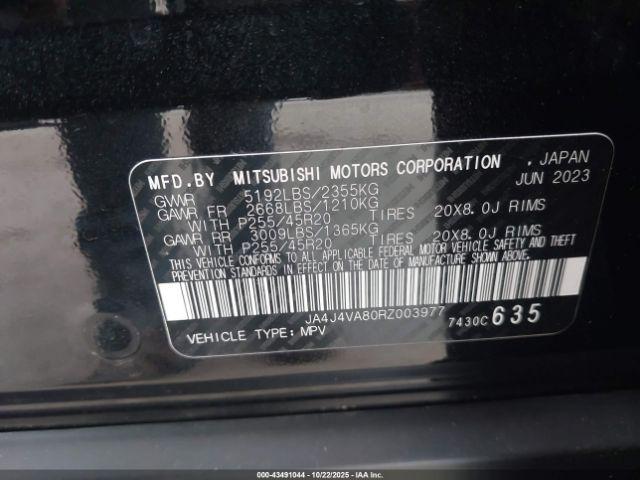 MFD.BY MITSUBISHI MOTORS CORPORATION , JAPAN
GVWR 5192LBS/2355KG JUN 2023
GAWR FR 2668LBS/1210KG
WITH P255/45R20 TIRES 20X8.0J RIMS
GAWR RR 3009LBS/1365KG
WITH P255/45R20 TIRES 20X8.0J RIMS
THIS VEHICLE CONFORMS TO ALL APPLICABLE FEDERAL MOTOR VEHICLE SAFETY AND THEFT
PREVENTION STANDARDS IN EFFECT ON THE DATE OF MANUFACTURE SHOWN ABOVE.
JA4J4VA80RZ003977
VEHICLE TYPE: MPV 7430C 635
000-43491044 | 10/22/2025 | IAAI